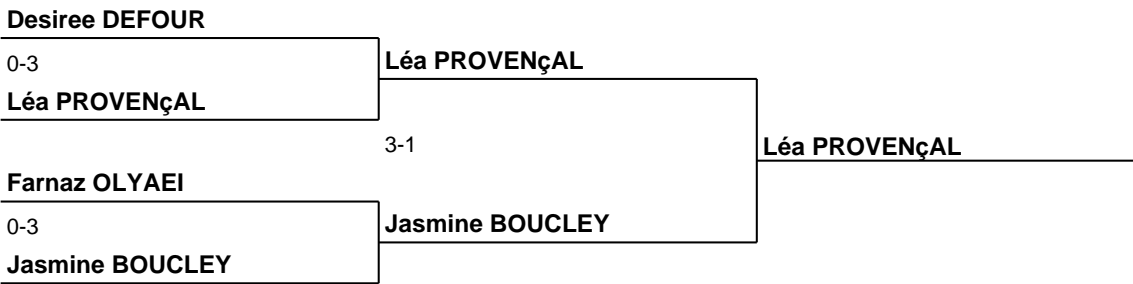 Desiree DEFOUR
0-3
Léa PROVENçAL
Léa PROVENçAL
3-1
Léa PROVENçAL
Farnaz OLYAEI
0-3
Jasmine BOUCLEY
Jasmine BOUCLEY